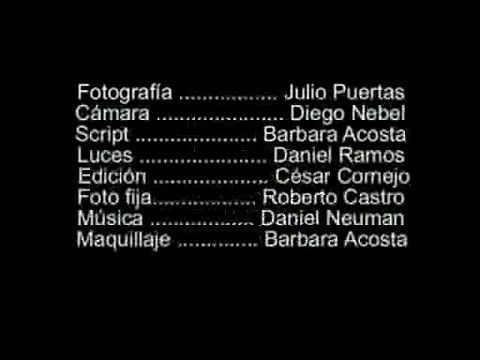 Fotografía ................. Julio Puertas
Cámara ...................... Diego Nebel
Script ..................... Barbara Acosta
Luces ...................... Daniel Ramos
Edición .................... César Cornejo
Foto fija.................. Roberto Castro
Música .................. Daniel Neuman
Maquillaje .............. Barbara Acosta